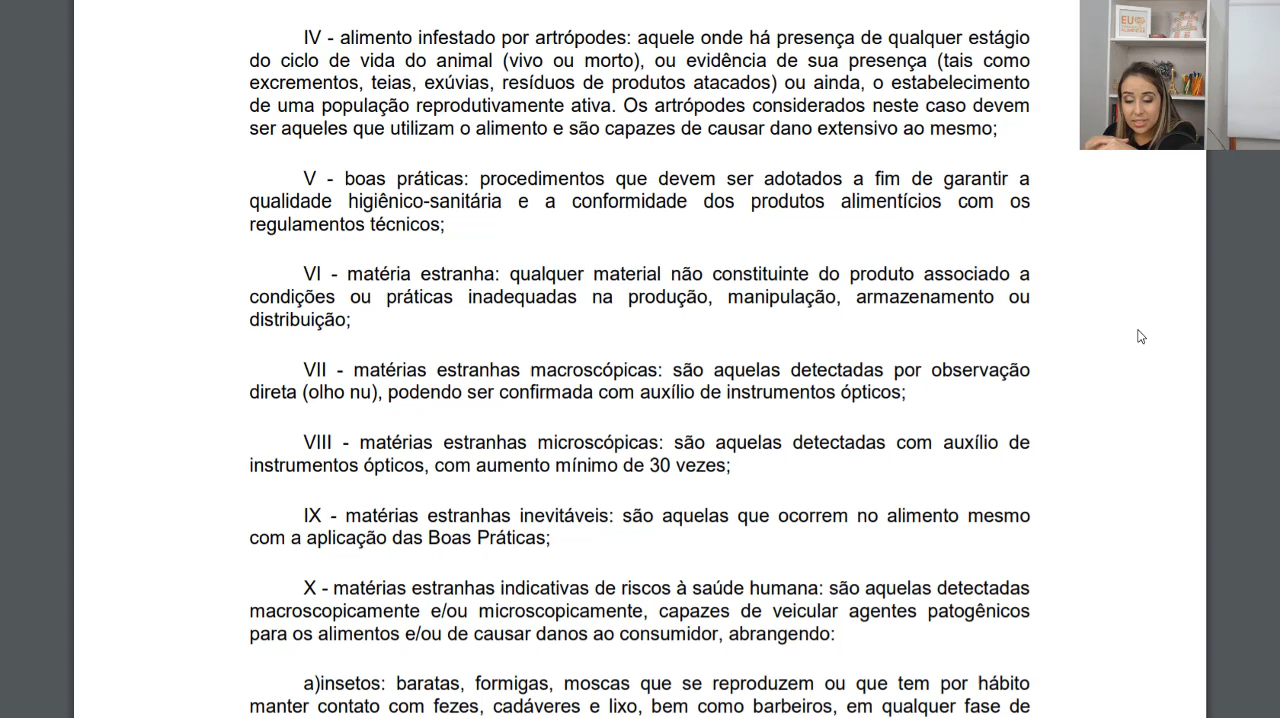 EU
IV - alimento infestado por artrópodes: aquele onde há presença de qualquer estágio
do ciclo de vida do animal (vivo ou morto), ou evidência de sua presença (tais como
excrementos, teias, exúvias, resíduos de produtos atacados) ou ainda, o estabelecimento
de uma população reprodutivamente ativa. Os artrópodes considerados neste caso devem
ser aqueles que utilizam o alimento e são capazes de causar dano extensivo ao mesmo;
V - boas práticas: procedimentos que devem ser adotados a fim de garantir a
qualidade higiênico-sanitária e a conformidade dos produtos alimentícios com os
regulamentos técnicos;
VI - matéria estranha: qualquer material não constituinte do produto associado a
condições ou práticas inadequadas na produção, manipulação, armazenamento ou
distribuição;
VII - matérias estranhas macroscópicas: são aquelas detectadas por observação
direta (olho nu), podendo ser confirmada com auxílio de instrumentos ópticos;
VIII - matérias estranhas microscópicas: são aquelas detectadas com auxílio de
instrumentos ópticos, com aumento mínimo de 30 vezes;
IX - matérias estranhas inevitáveis: são aquelas que ocorrem no alimento mesmo
com a aplicação das Boas Práticas;
X - matérias estranhas indicativas de riscos à saúde humana: são aquelas detectadas
macroscopicamente e/ou microscopicamente, capazes de veicular agentes patogênicos
para os alimentos e/ou de causar danos ao consumidor, abrangendo:
a)insetos: baratas, formigas, moscas que se reproduzem ou que tem por hábito
manter contato com fezes, cadáveres e lixo, bem como barbeiros, em qualquer fase de